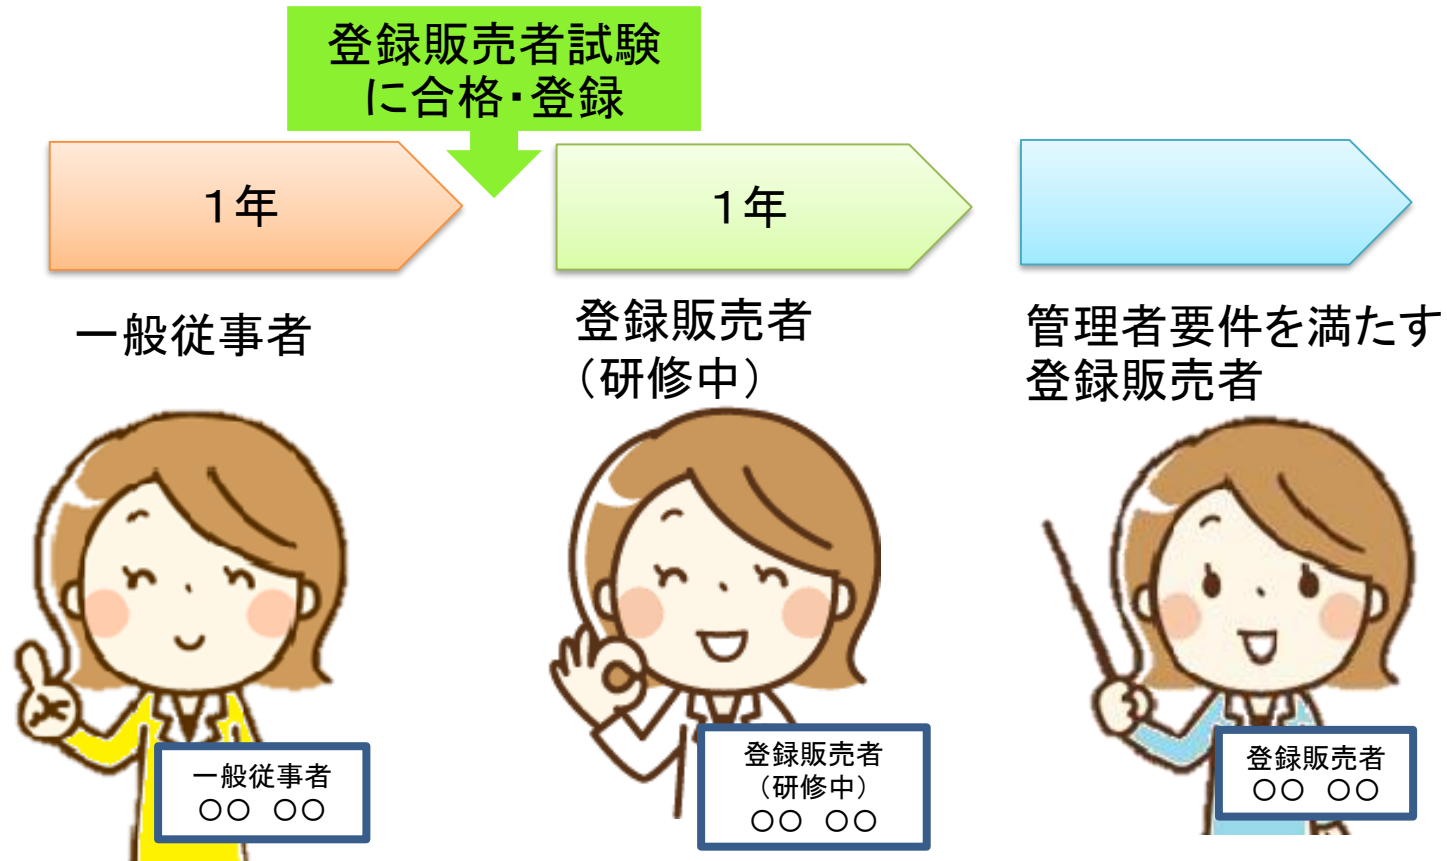 登録販売者試験
に合格・登録
１年
１年
一般従事者
登録販売者
（研修中）
管理者要件を満たす
登録販売者
一般従事者
○○ ○○
登録販売者
（研修中）
○○ ○○
登録販売者
○○ ○○